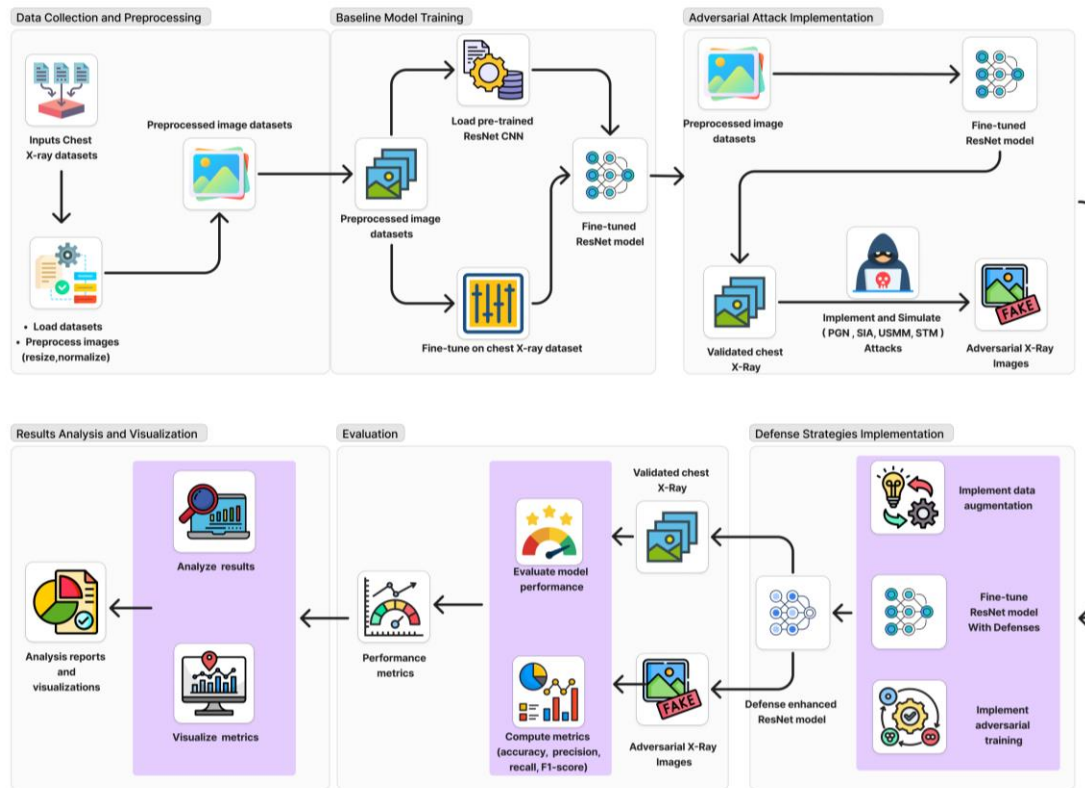 Data Collection and Preprocessing
Inputs Chest
X-ray datasets
• Load datasets
• Preprocess images
(resize,normalize)
Preprocessed image datasets
Baseline Model Training
Preprocessed image
datasets
Load pre-trained
ResNet CNN
Fine-tune on chest X-ray dataset
Fine-tuned
ResNet model
Adversarial Attack Implementation
Preprocessed image
datasets
Fine-tuned
ResNet model
Validated chest
X-Ray
Implement and Simulate
( PGN , SIA, USMM, STM )
Attacks
FAKE
Adversarial X-Ray
Images
Defense Strategies Implementation
Implement data
augmentation
Fine-tune
ResNet model
With Defenses
Implement
adversarial
training
Defense enhanced
ResNet model
Evaluation
Validated chest
X-Ray
FAKE
Adversarial X-Ray
Images
Evaluate model
performance
Compute metrics
(accuracy, precision,
recall, F1-score)
Performance
metrics
Results Analysis and Visualization
Analyze results
Visualize metrics
Analysis reports
and
visualizations